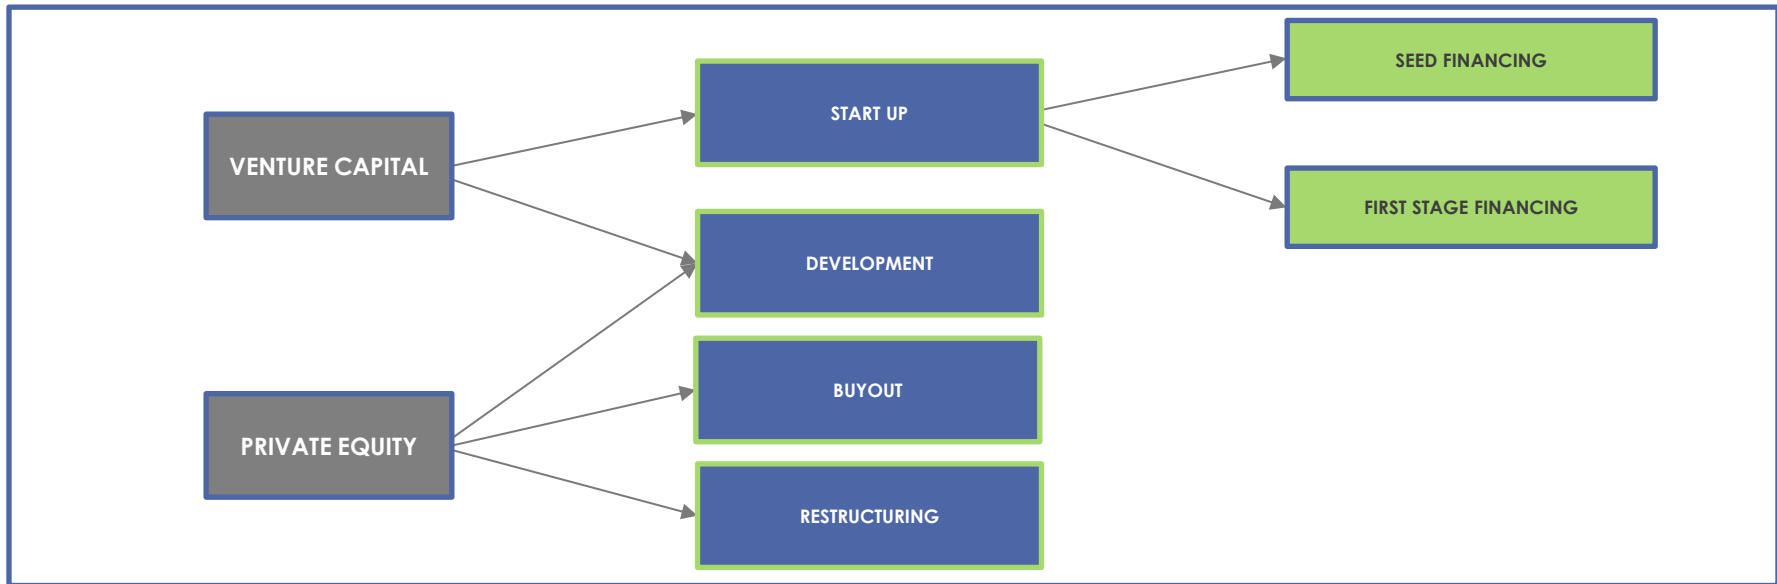 VENTURE CAPITAL
START UP
SEED FINANCING
FIRST STAGE FINANCING
DEVELOPMENT
PRIVATE EQUITY
BUYOUT
RESTRUCTURING